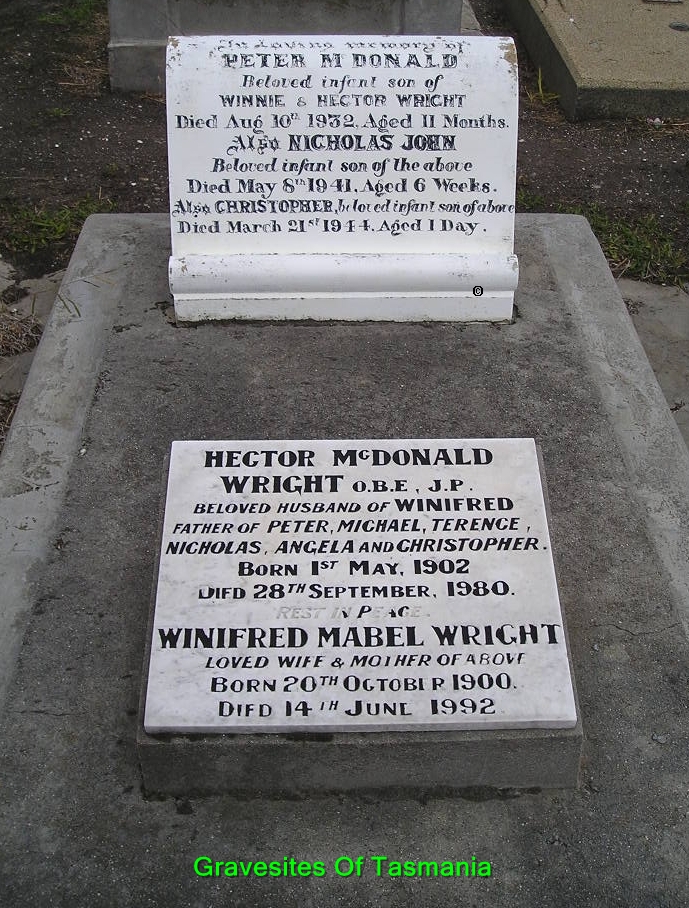 In Loving memory of
PETER McDONALD
Beloved infant son of
WINNIE & HECTOR WRIGHT
Died Aug 10th 1932. Aged 11 Months.
Also NICHOLAS JOHN
Beloved infant son of the above
Died May 8th 1941. Aged 6 Weeks.
Also CHRISTOPHER, beloved infant son of above
Died March 21st 1944. Aged 1 Day.
HECTOR McDONALD
WRIGHT O.B.E., J.P.
BELOVED HUSBAND OF WINIFRED
FATHER OF PETER, MICHAEL, TERENCE,
NICHOLAS, ANGELA AND CHRISTOPHER.
BORN 1ST MAY, 1902
DIED 28TH SEPTEMBER, 1980.
REST IN PEACE.
WINIFRED MABEL WRIGHT
LOVED WIFE & MOTHER OF ABOVE
BORN 20TH OCTOBER 1900.
DIED 14TH JUNE 1992
Gravesites Of Tasmania